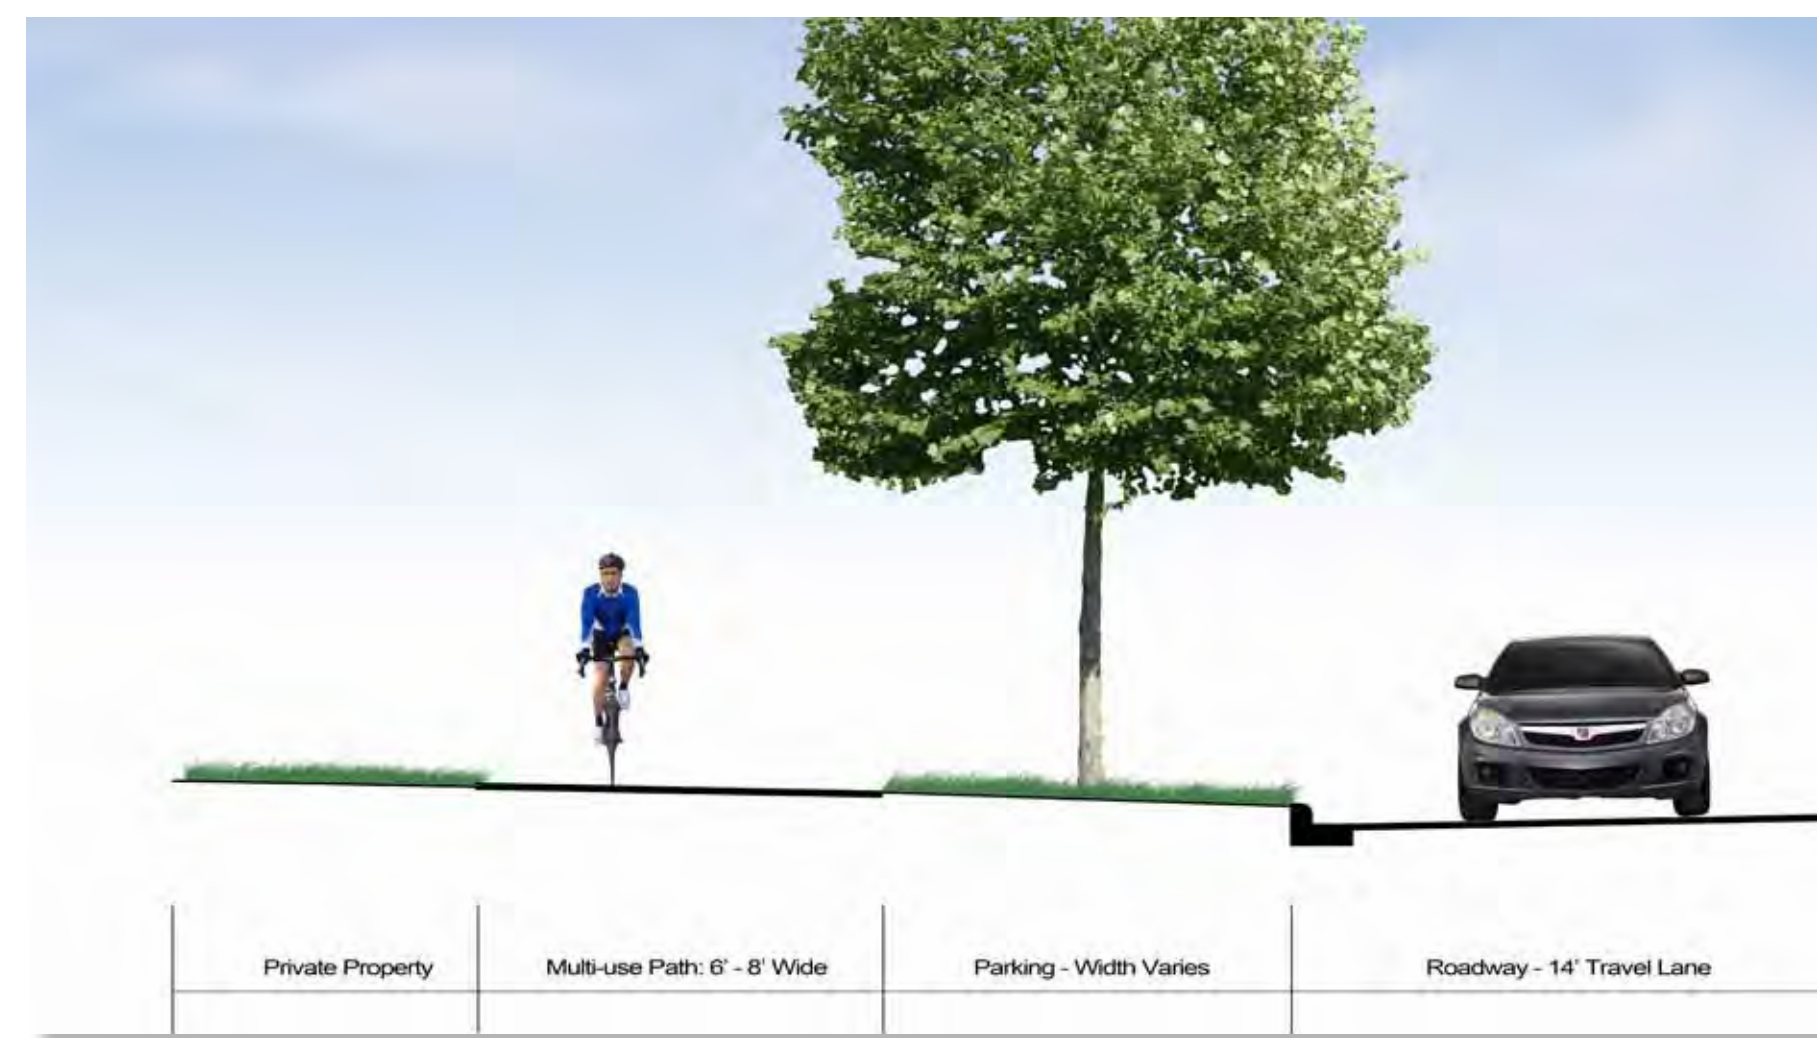 Private Property
Multi-use Path: 6' - 8' Wide
Parking - Width Varies
Roadway - 14' Travel Lane